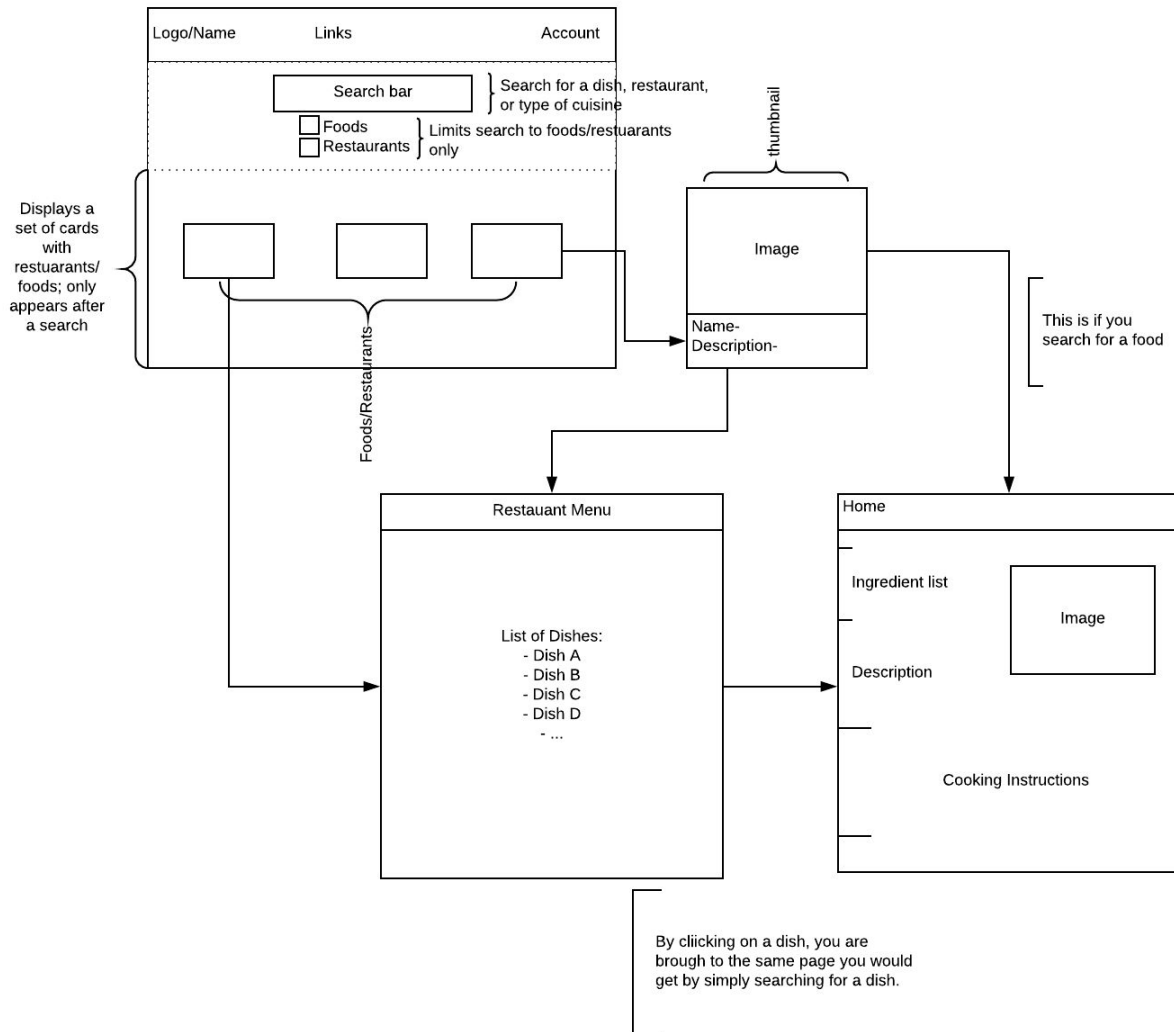 Logo/Name
Links
Account
Search bar
Search for a dish, restaurant,
or type of cuisine
Foods
Restaurants
Limits search to foods/restuarants
only
thumbnail
Displays a
set of cards
with
restuarants/
foods; only
appears after
a search
Foods/Restaurants
Image
Name-
Description-
This is if you
search for a food
Restauant Menu
List of Dishes:
- Dish A
- Dish B
- Dish C
- Dish D
- ...
Home
Ingredient list
Image
Description
Cooking Instructions
By cliicking on a dish, you are
brough to the same page you would
get by simply searching for a dish.